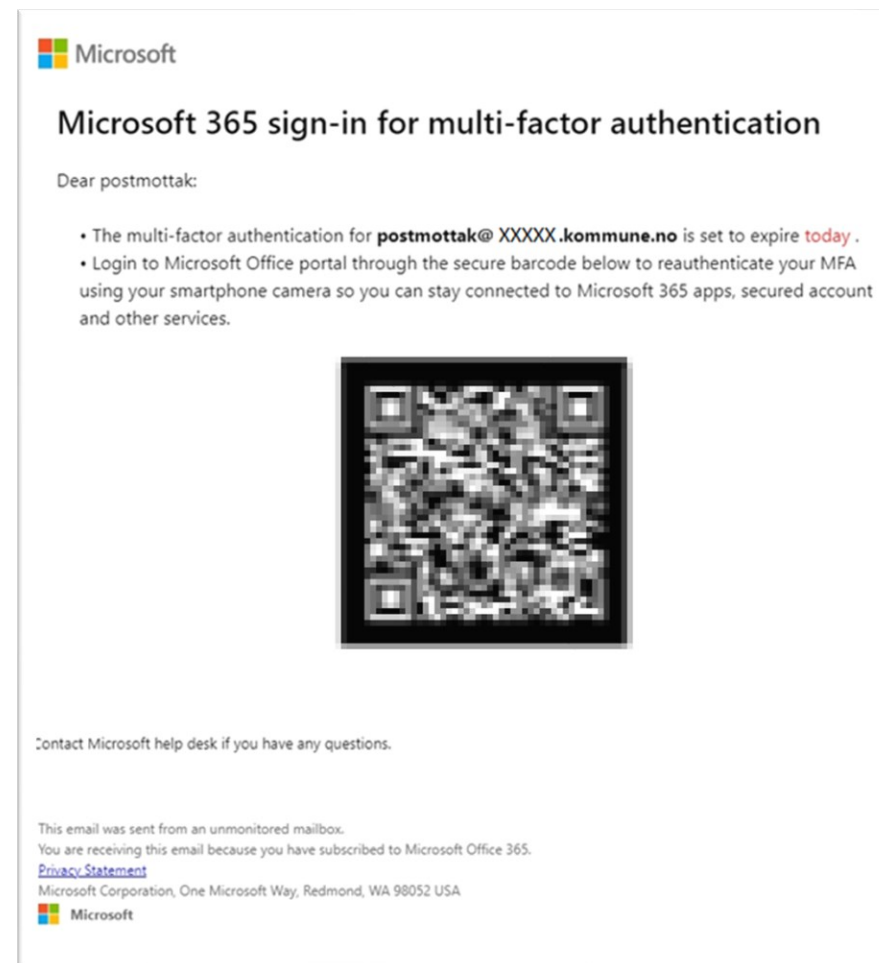 Microsoft
Microsoft 365 sign-in for multi-factor authentication
Dear postmottak:
• The multi-factor authentication for postmottak@ XXXXX.kommune.no is set to expire today .
• Login to Microsoft Office portal through the secure barcode below to reauthenticate your MFA
using your smartphone camera so you can stay connected to Microsoft 365 apps, secured account
and other services.
Contact Microsoft help desk if you have any questions.
This email was sent from an unmonitored mailbox.
You are receiving this email because you have subscribed to Microsoft Office 365.
Privacy Statement
Microsoft Corporation, One Microsoft Way, Redmond, WA 98052 USA
Microsoft